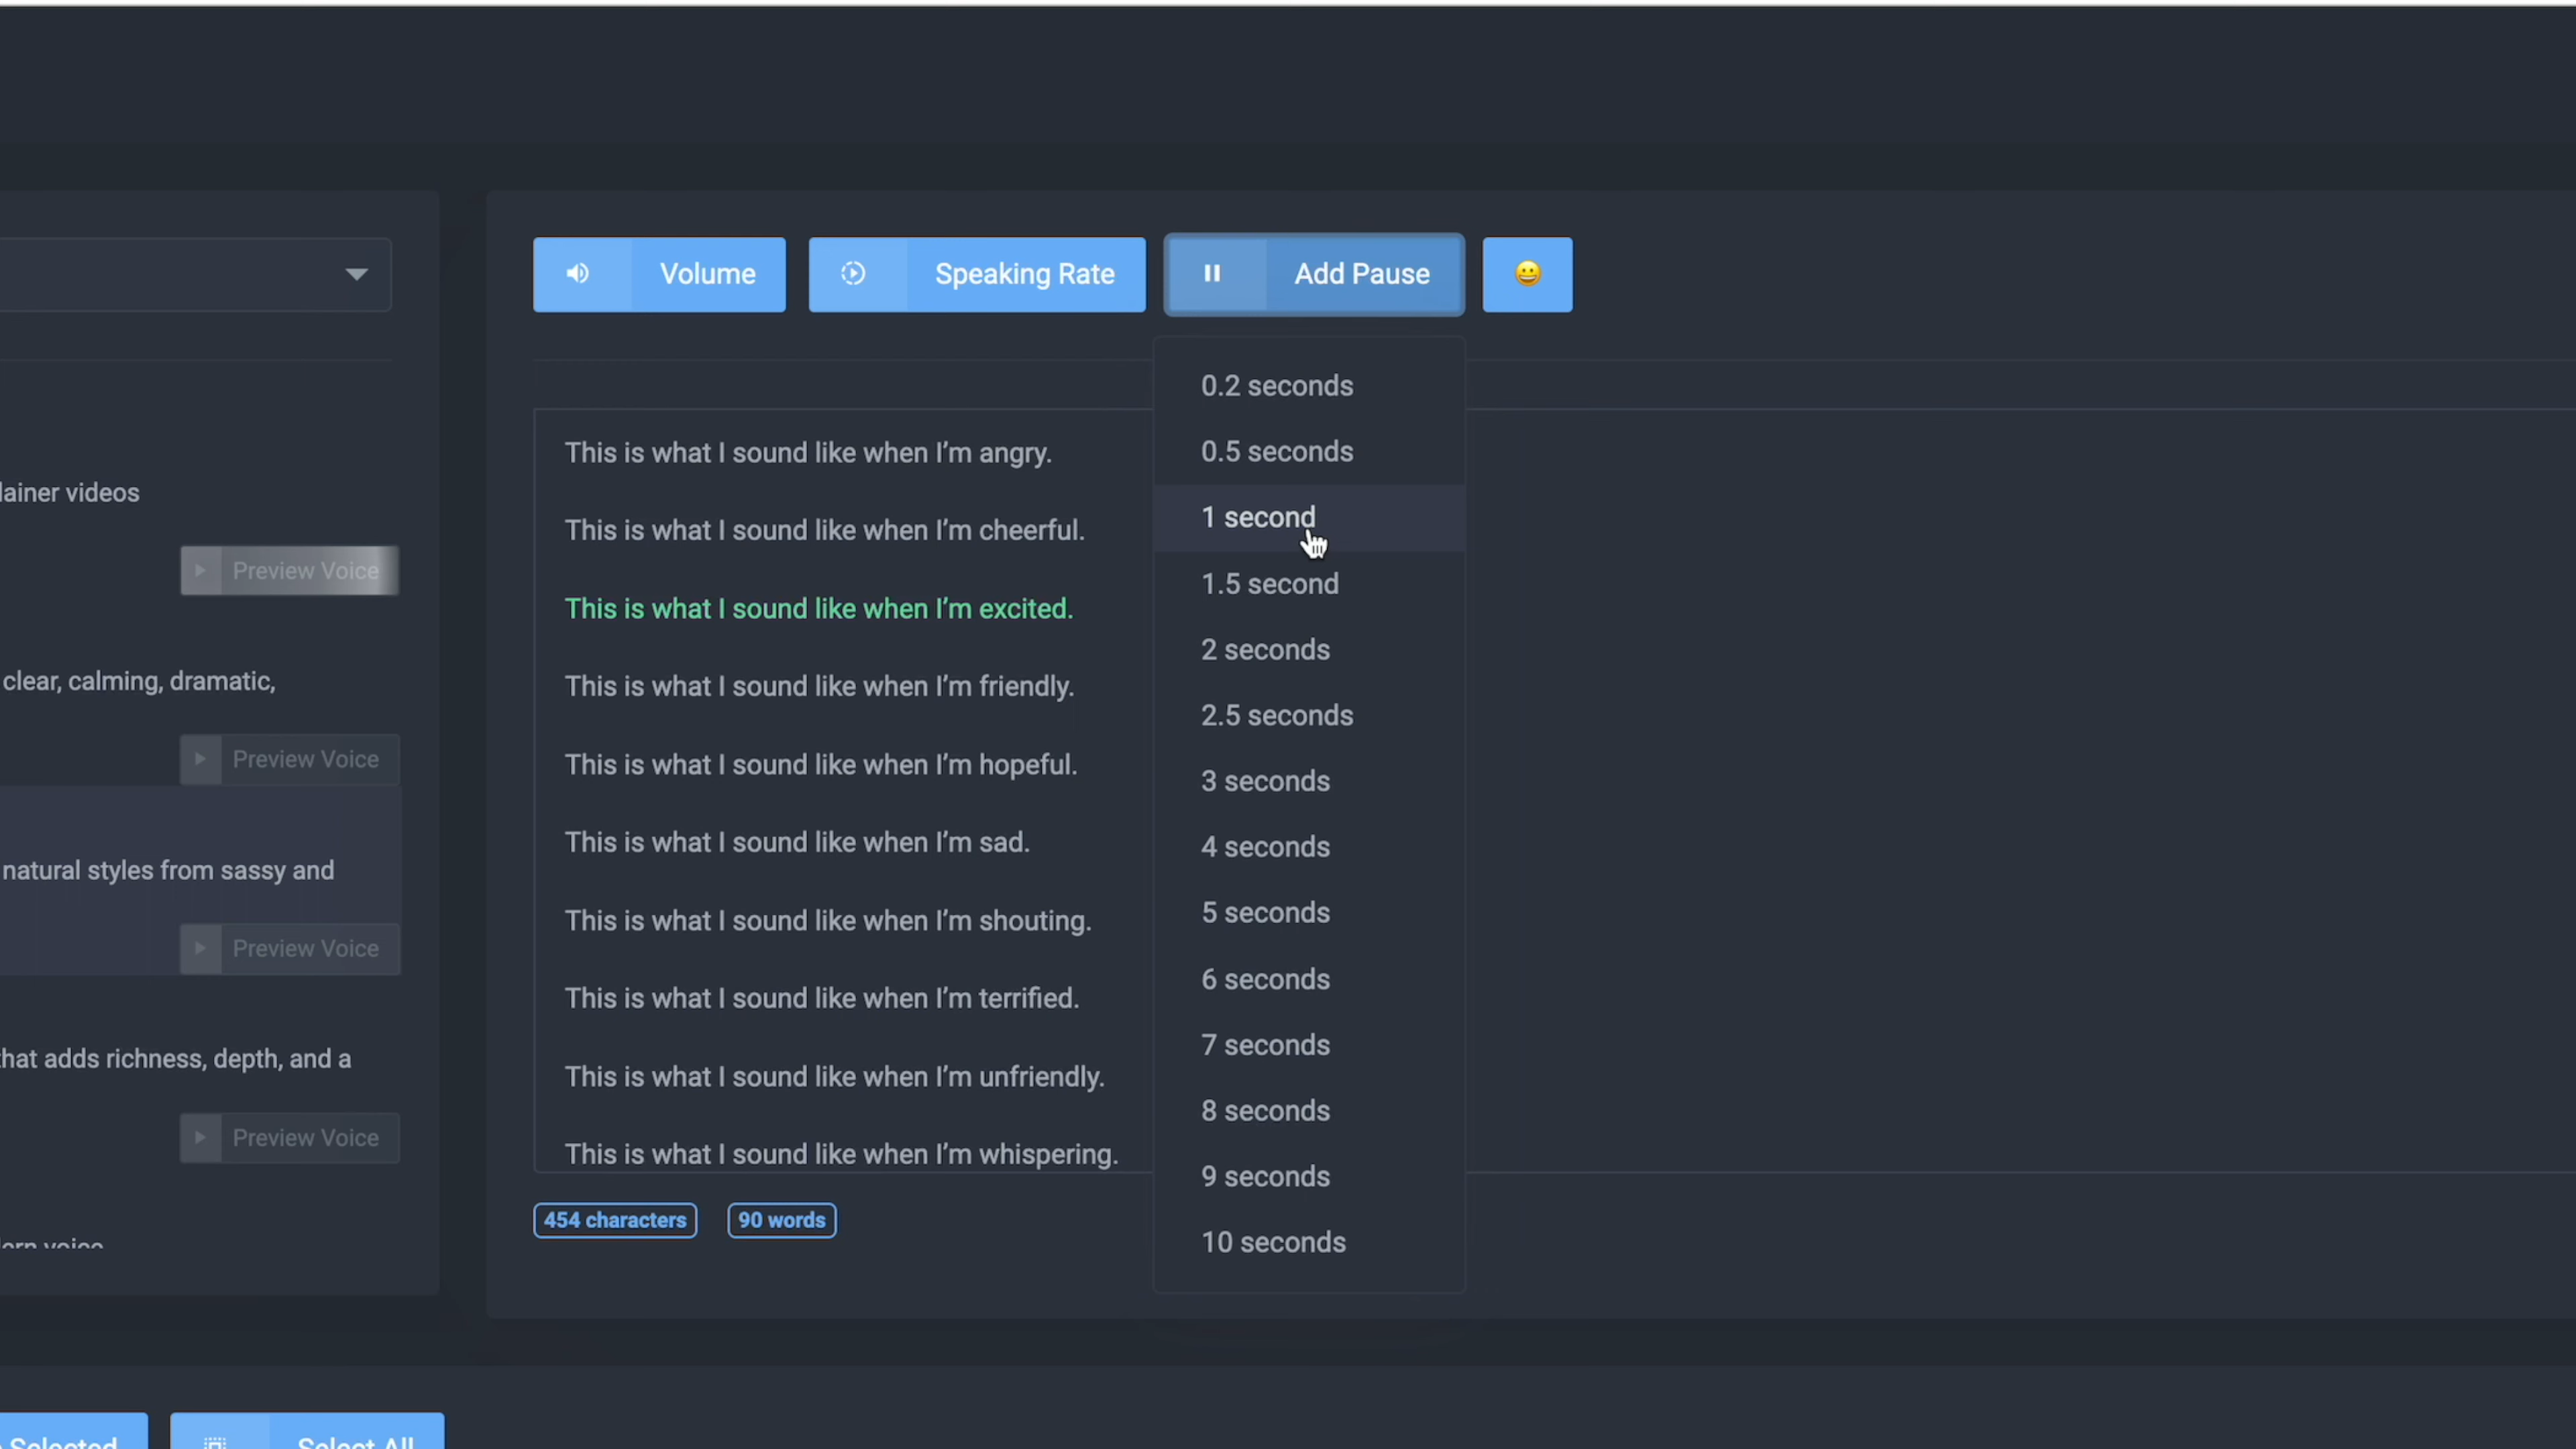 Volume
Speaking Rate
Add Pause
0.2 seconds
0.5 seconds
1 second
1.5 second
2 seconds
2.5 seconds
3 seconds
4 seconds
5 seconds
6 seconds
7 seconds
8 seconds
9 seconds
10 seconds
This is what I sound like when I'm angry.
This is what I sound like when I'm cheerful.
This is what I sound like when I'm excited.
This is what I sound like when I'm friendly.
This is what I sound like when I'm hopeful.
This is what I sound like when I'm sad.
This is what I sound like when I'm shouting.
This is what I sound like when I'm terrified.
This is what I sound like when I'm unfriendly.
This is what I sound like when I'm whispering.
454 characters
90 words
videos
Preview Voice
clear, calming, dramatic,
Preview Voice
natural styles from sassy and
Preview Voice
that adds richness, depth, and a
Preview Voice
voice
Selected
Select All